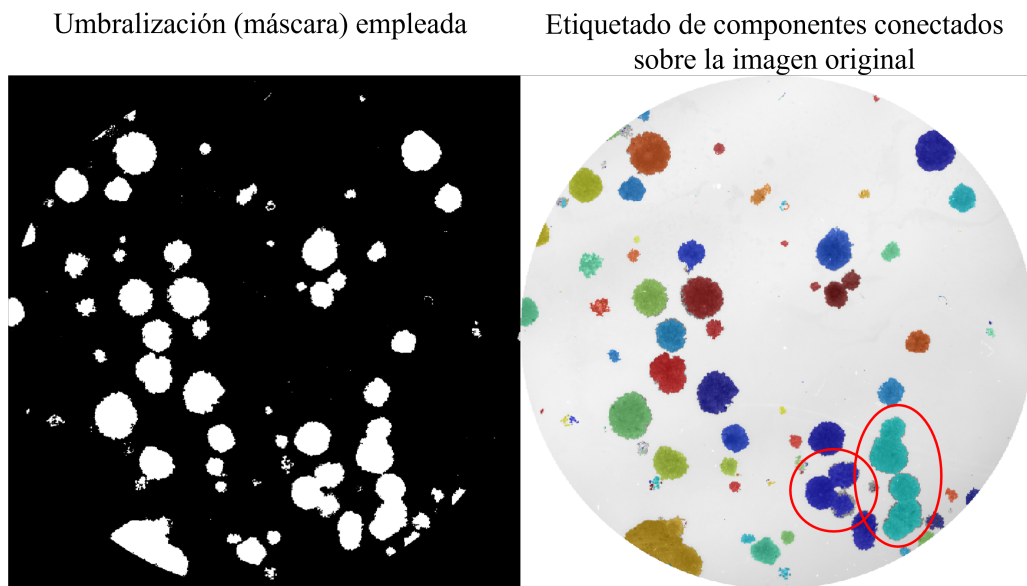 Umbralización (máscara) empleada
Etiquetado de componentes conectados
sobre la imagen original